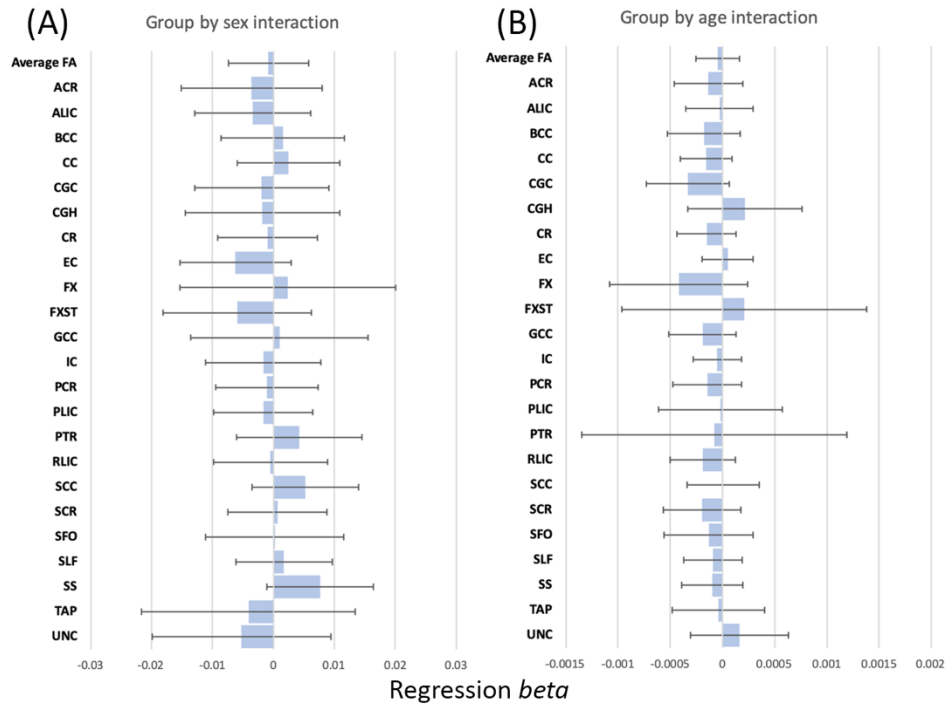 (A)
Group by sex interaction
Average FA
ACR
ALIC
BCC
CC
CGC
CGH
CR
EC
FX
FXST
GCC
IC
PCR
PLIC
PTR
RLIC
SCC
SCR
SFO
SLF
SS
TAP
UNC
-0.03
-0.02
-0.01
0
0.01
0.02
0.03
(B)
Group by age interaction
Average FA
ACR
ALIC
BCC
CC
CGC
CGH
CR
EC
FX
FXST
GCC
IC
PCR
PLIC
PTR
RLIC
SCC
SCR
SFO
SLF
SS
TAP
UNC
-0.0015
-0.001
-0.0005
0
0.0005
0.001
0.0015
0.002
Regression beta